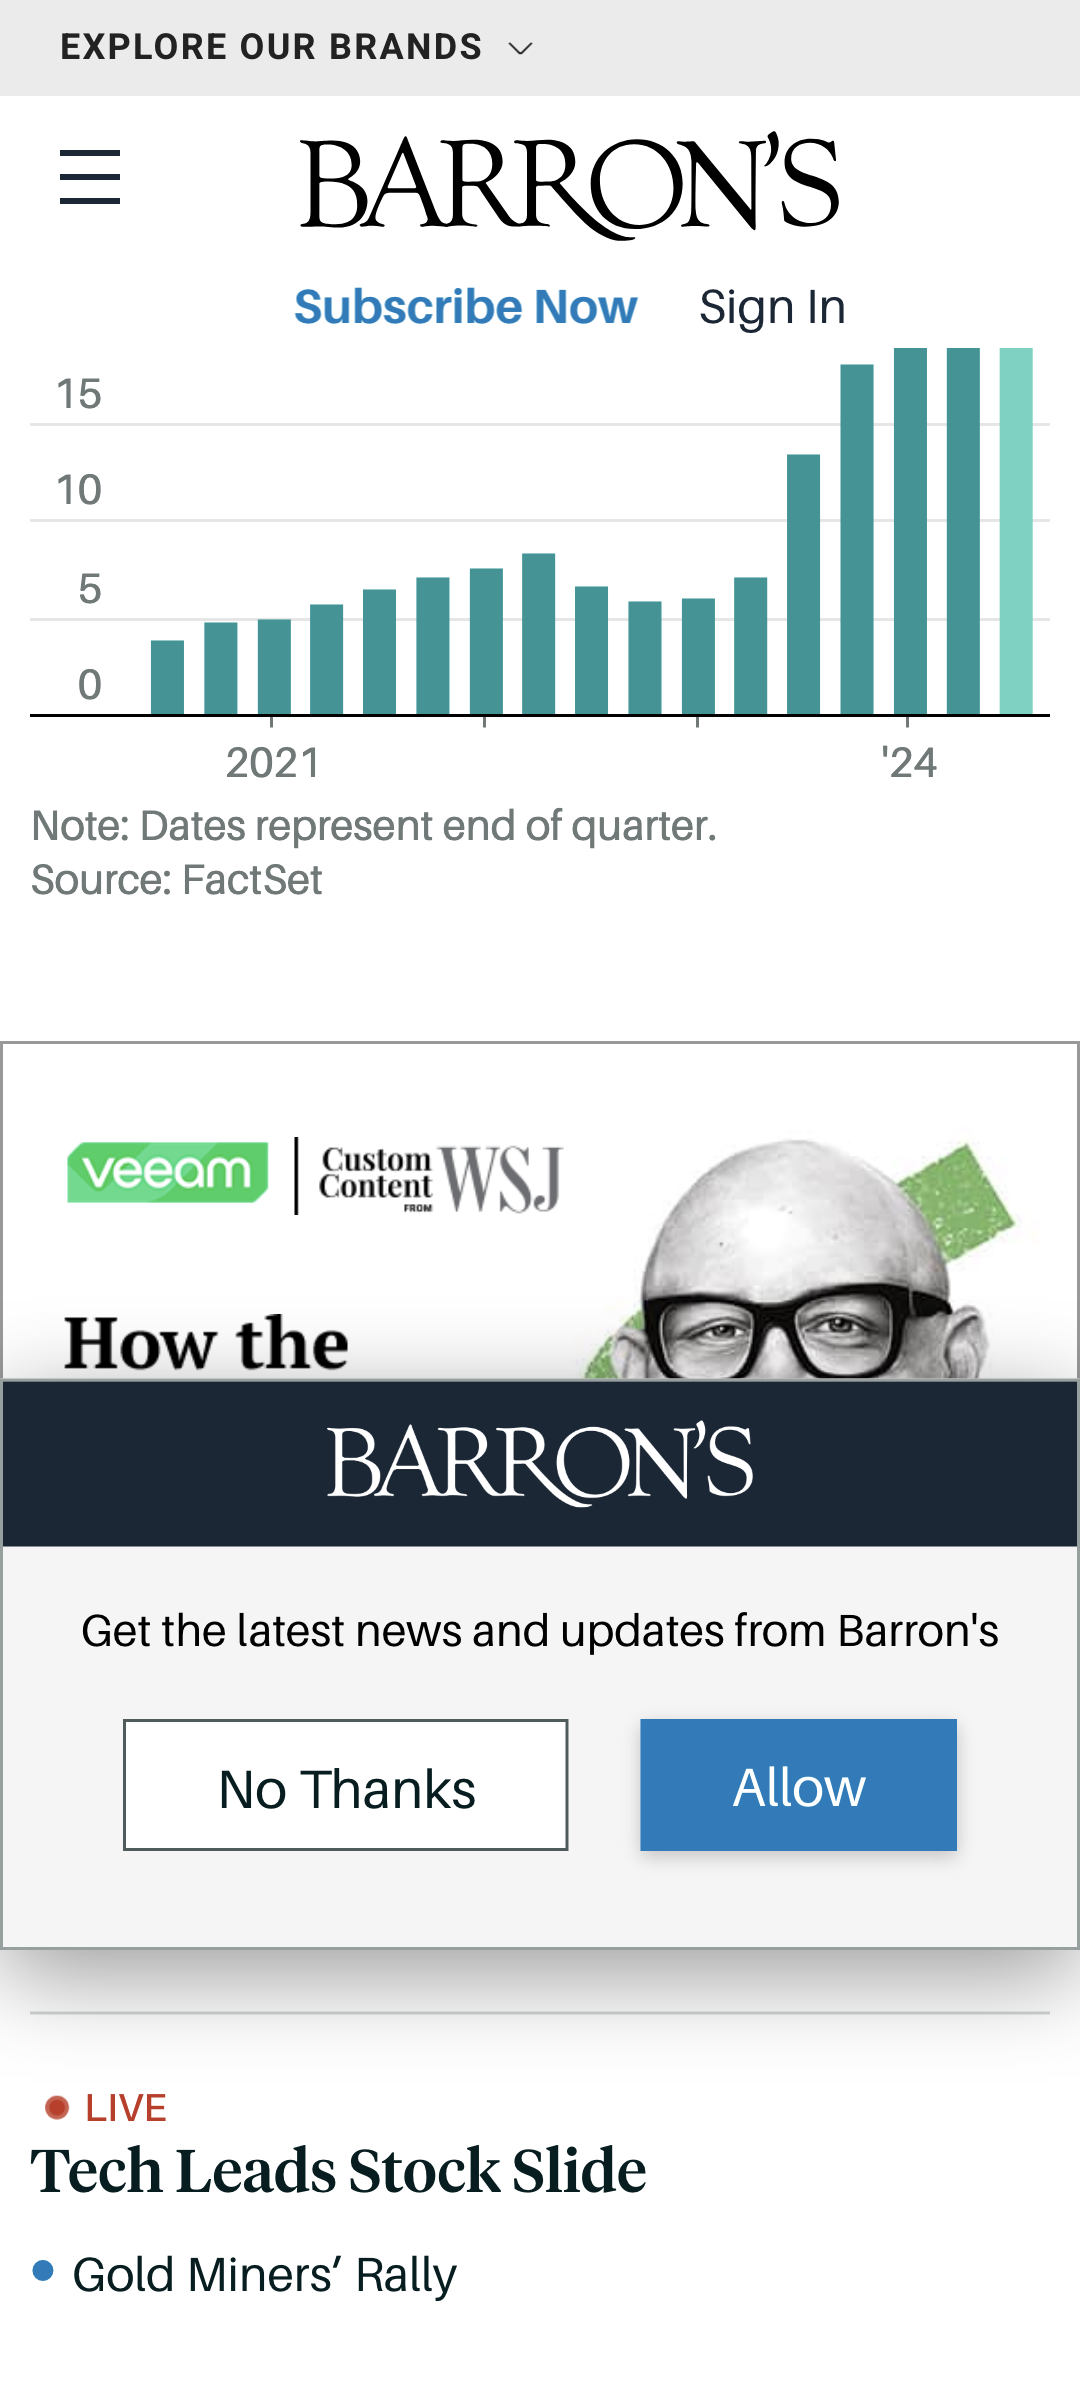 EXPLORE OUR BRANDS
BARRON'S
Subscribe Now Sign In
15
10
5
0
2021 '24
Note: Dates represent end of quarter.
Source: FactSet
veeam Custom Content FROM WSJ
How the
BARRON'S
Get the latest news and updates from Barron's
No Thanks Allow
LIVE
Tech Leads Stock Slide
Gold Miners’ Rally